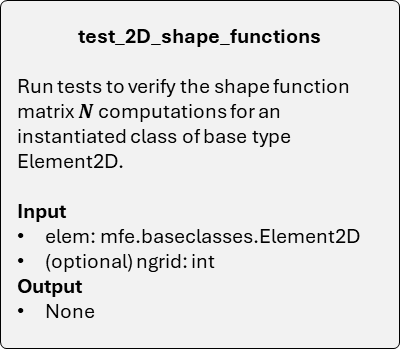 test_2D_shape_functions
Run tests to verify the shape function
matrix N computations for an
instantiated class of base type
Element2D.
Input
• elem: mfe.baseclasses.Element2D
• (optional) ngrid: int
Output
• None